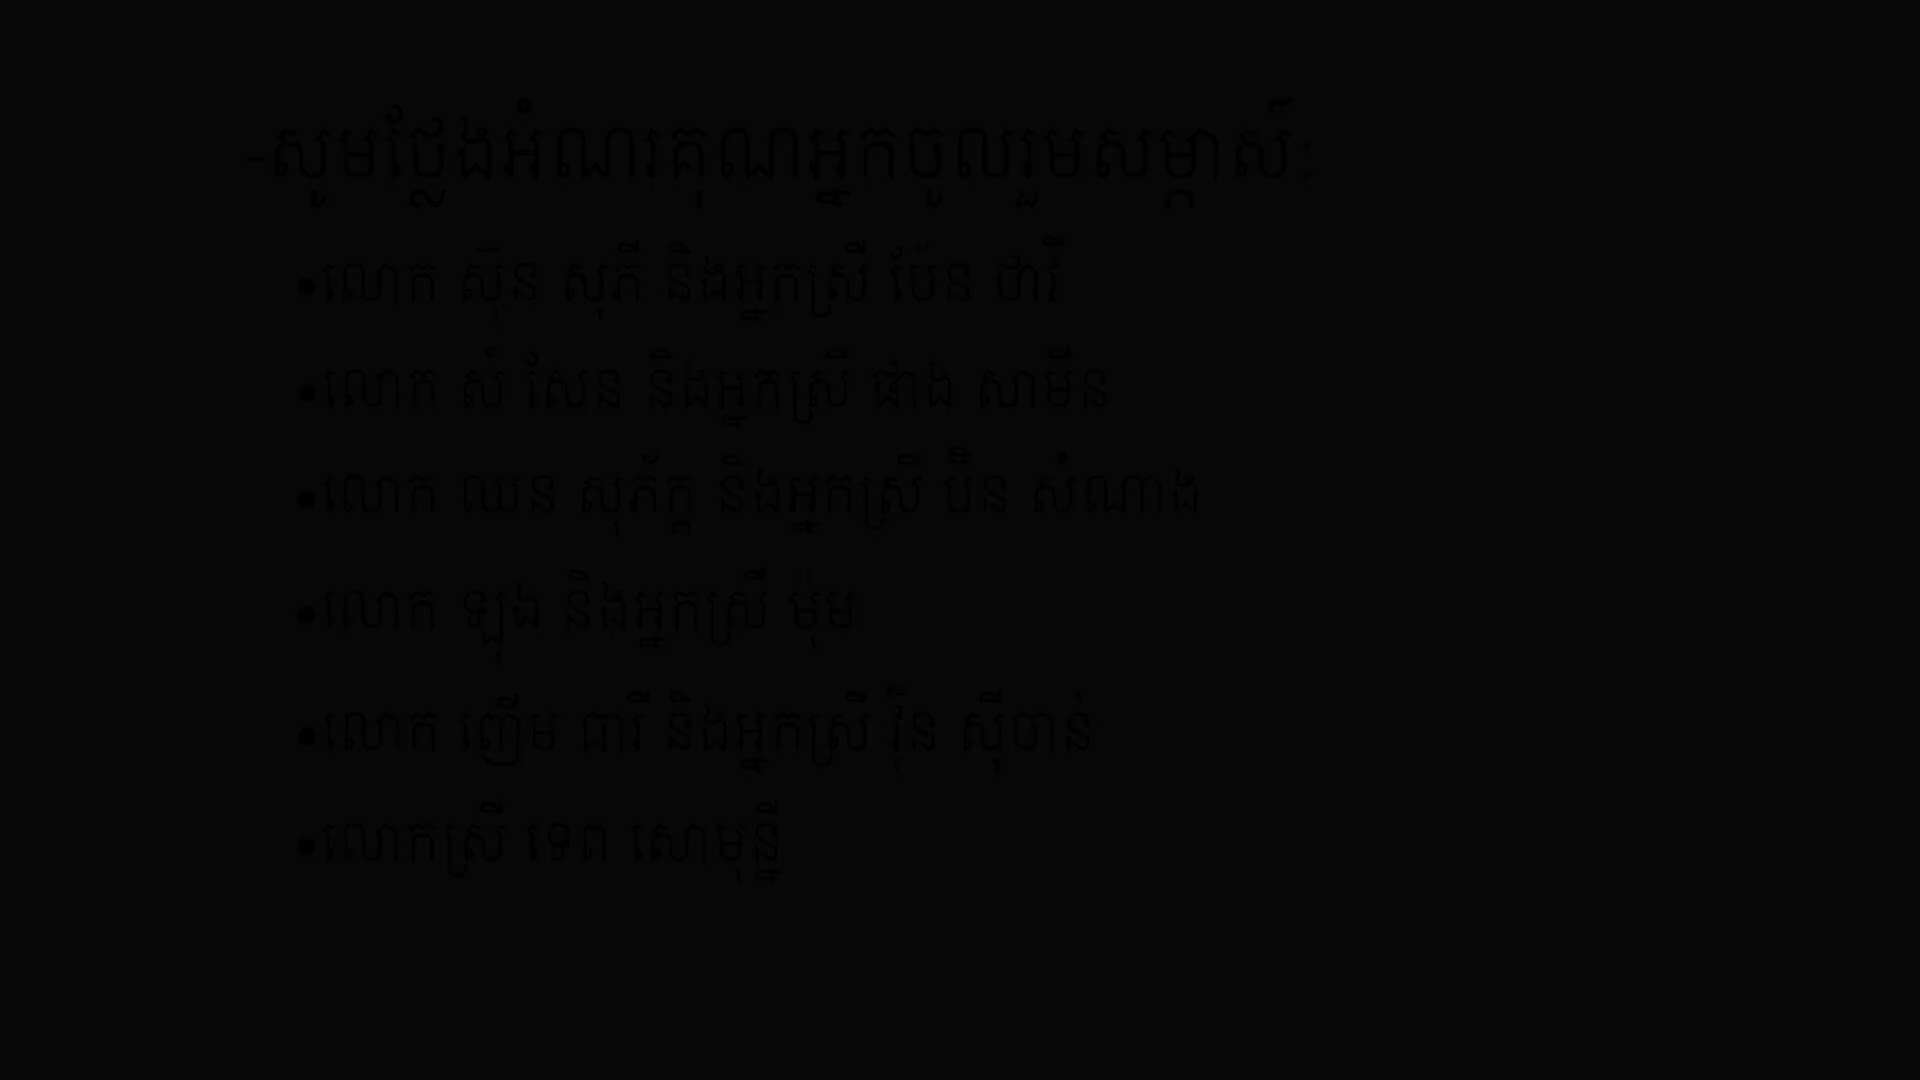 -សូមថ្លែងអំណរគុណអ្នកចូលរួមសម្ភាស៍:
•លោក ស៊ុន សុភី និងអ្នកស្រី ប៉ែន ថាវី
•លោក សំ សែន និងអ្នកស្រី ផាង សាមីន
•លោក ឈន សុភ័ក្ត និងអ្នកស្រី ប៊ិន សំណាង
•លោក ឡុង និងអ្នកស្រី ម៉ុម
•លោក ញឹម ធារី និងអ្នកស្រី វ៉ិន ស៊ីចាន់
•លោកស្រី ទេព សោមុន្នី